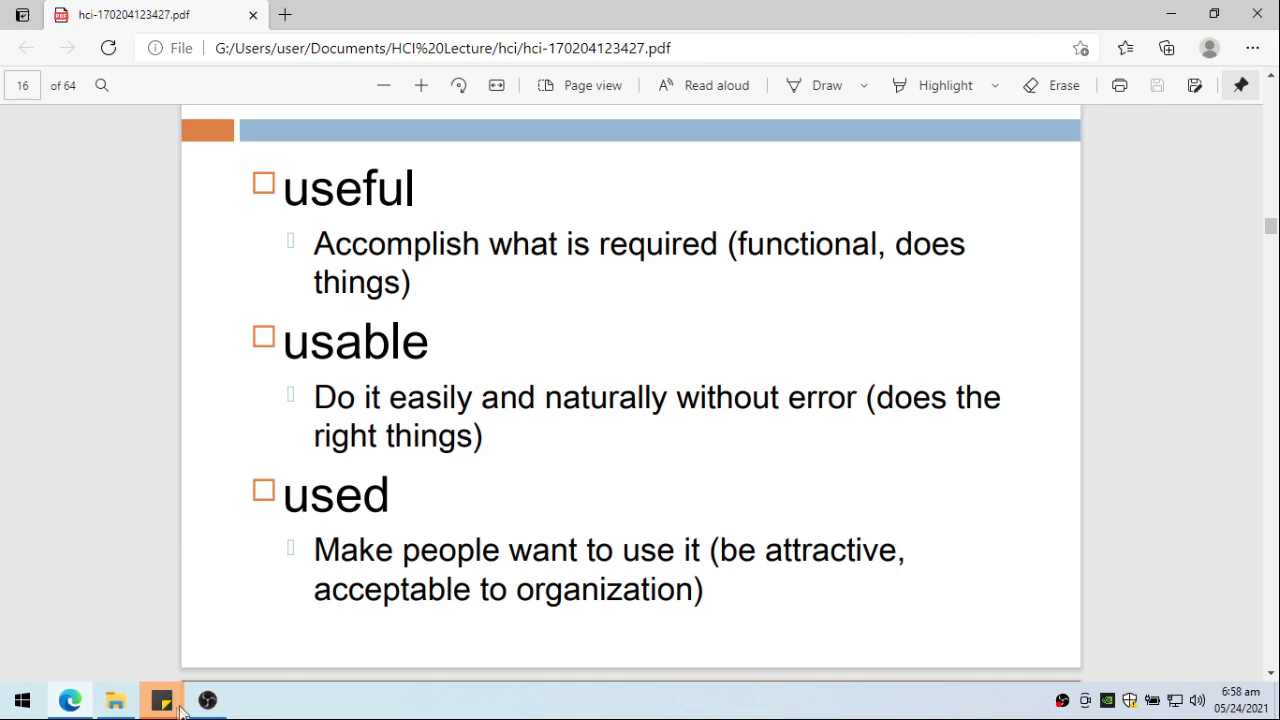 hci-170204123427.pdf
File
G:/Users/user/Documents/HCI%20Lecture/hci/hci-170204123427.pdf
16 of 64
Page view
Read aloud
Draw
Highlight
Erase
useful
Accomplish what is required (functional, does
things)
usable
Do it easily and naturally without error (does the
right things)
used
Make people want to use it (be attractive,
acceptable to organization)
6:58 am
05/24/2021